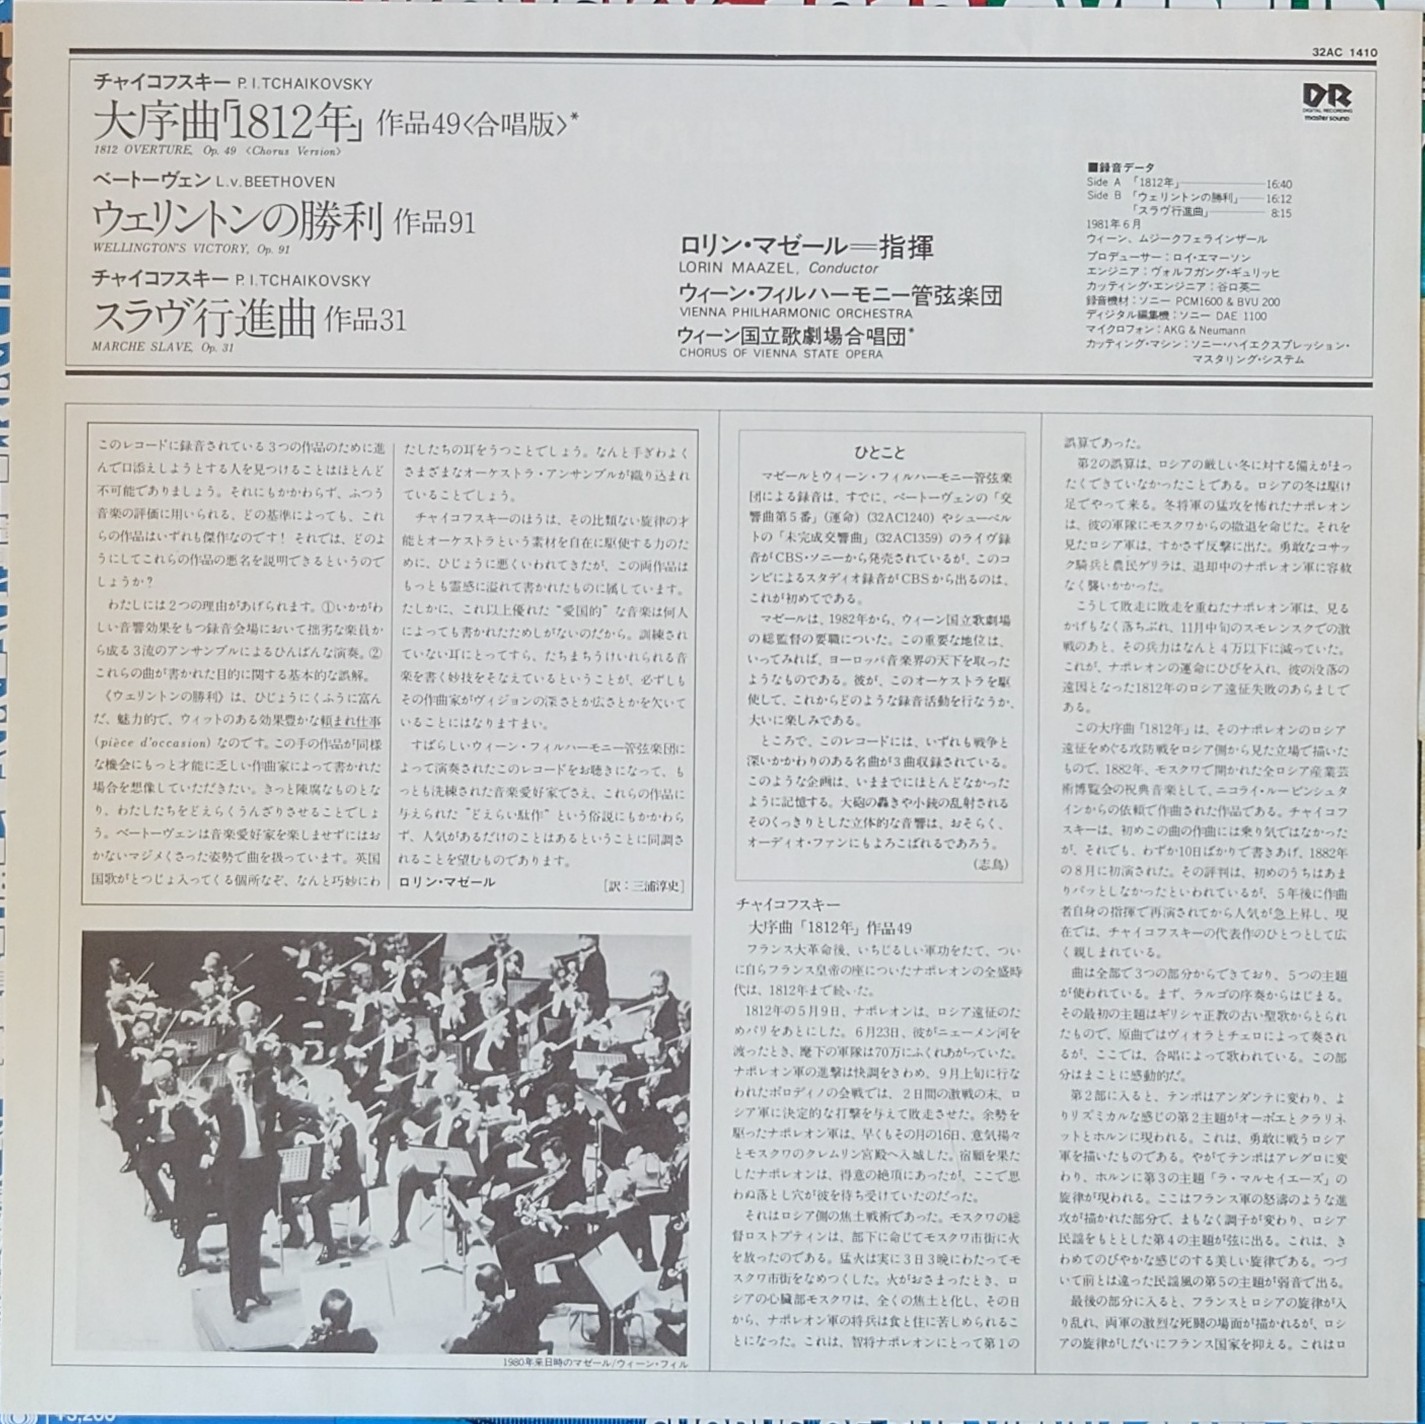 32AC 1410
チャイコフスキー P. I. TCHAIKOVSKY
大序曲「1812年」 作品49〈合唱版〉*
1812 OVERTURE, Op. 49 〈Chorus Version〉
ベートーヴェン L.v. BEETHOVEN
ウェリントンの勝利 作品91
WELLINGTON'S VICTORY, Op. 91
チャイコフスキー P. I. TCHAIKOVSKY
スラヴ行進曲 作品31
MARCHE SLAVE, Op. 31
ロリン・マゼール＝指揮
LORIN MAAZEL, Conductor
ウィーン・フィルハーモニー管弦楽団
VIENNA PHILHARMONIC ORCHESTRA
ウィーン国立歌劇場合唱団*
CHORUS OF VIENNA STATE OPERA
DR
DIGITAL RECORDING
master sound
■録音データ
Side A 「1812年」 16:40
Side B 「ウェリントンの勝利」 16:12
「スラヴ行進曲」 8:15
1981年6月
ウィーン、ムジークフェラインザール
プロデューサー：ロイ・エマーソン
エンジニア：ヴォルフガング・ギュリッヒ
カッティング・エンジニア：谷口英二
録音機材：ソニー PCM1600 & BVU 200
ディジタル編集機：ソニー DAE 1100
マイクロフォン：AKG & Neumann
カッティング・マシン：ソニー・ハイエクスプレッション・
マスタリング・システム
このレコードに録音されている3つの作品のために進
んで口添えしようとする人を見つけることはほとんど
不可能でありましょう。それにもかかわらず、ふつう
音楽の評価に用いられる、どの基準によっても、これ
らの作品はいずれも傑作なのです！ それでは、どのよ
うにしてこれらの作品の悪名を説明できるというので
しょうか？
わたしには2つの理由があげられます。①いかがわ
しい音響効果をもつ録音会場において拙劣な楽員か
ら成る3流のアンサンブルによるひんぱんな演奏。②
これらの曲が書かれた目的に関する基本的な誤解。
《ウェリントンの勝利》は、ひじょうにくふうに富ん
だ、魅力的で、ウィットのある効果豊かな頼まれ仕事
(pièce d'occasion) なのです。この手の作品が同様
な機会にもっと才能に乏しい作曲家によって書かれた
場合を想像していただきたい。きっと陳腐なものとな
り、わたしたちをどえらくうんざりさせることでしょ
う。ベートーヴェンは音楽愛好家を楽しませずにはお
かないマジメくさった姿勢で曲を扱っています。英国
国歌がとつじょ入ってくる個所なぞ、なんと巧妙にわ
たしたちの耳をうつことでしょう。なんと手ぎわよく
さまざまなオーケストラ・アンサンブルが織り込まれ
ていることでしょう。
チャイコフスキーのほうは、その比類ない旋律の才
能とオーケストラという素材を自在に駆使する力のた
めに、ひじょうに悪くいわれてきたが、この両作品は
もっとも霊感に溢れて書かれたものに属しています。
たしかに、これ以上優れた“愛国的”な音楽は何人
によっても書かれたためしがないのだから。訓練され
ていない耳にとってすら、たちまちうけいれられる音
楽を書く妙技をそなえているということが、必ずしも
その作曲家がヴィジョンの深さとか広さとかを欠いて
いることにはなりますまい。
すばらしいウィーン・フィルハーモニー管弦楽団に
よって演奏されたこのレコードをお聴きになって、も
っとも洗練された音楽愛好家でさえ、これらの作品に
与えられた“どえらい駄作”という俗説にもかかわら
ず、人気があるだけのことはあるということに同調さ
れることを望むものであります。
ロリン・マゼール [訳：三浦淳史]
1980年来日時のマゼール/ウィーン・フィル
ひとこと
マゼールとウィーン・フィルハーモニー管弦楽
団による録音は、すでに、ベートーヴェンの「交
響曲第5番」(運命) (32AC1240) やシューベル
トの「未完成交響曲」(32AC1359) のライヴ録
音がCBS・ソニーから発売されているが、このコ
ンビによるスタディオ録音がCBSから出るのは、
これが初めてである。
マゼールは、1982年から、ウィーン国立歌劇場
の総監督の要職についた。この重要な地位は、
いってみれば、ヨーロッパ音楽界の天下を取った
ようなものである。彼が、このオーケストラを駆
使して、これからどのような録音活動を行なうか、
大いに楽しみである。
ところで、このレコードには、いずれも戦争と
深いかかわりのある名曲が3曲収録されている。
このような企画は、いままでにほとんどなかった
ように記憶する。大砲の轟きや小銃の乱射される
そのくっきりとした立体的な音響は、おそらく、
オーディオ・ファンにもよろこばれるであろう。
(志鳥)
チャイコフスキー
大序曲「1812年」作品49
フランス大革命後、いちじるしい軍功をたて、つい
に自らフランス皇帝の座についたナポレオンの全盛時
代は、1812年まで続いた。
1812年の5月9日、ナポレオンは、ロシア遠征のた
めパリをあとにした。6月23日、彼がニェーメン河を
渡ったとき、麾下の軍隊は70万にふくれあがっていた。
ナポレオン軍の進撃は快調をきわめ、9月上旬に行な
われたボロディノの会戦では、2日間の激戦の末、ロ
シア軍に決定的な打撃を与えて敗走させた。余勢を
駆ったナポレオン軍は、早くもその月の16日、意気揚々
とモスクワのクレムリン宮殿へ入城した。宿願を果た
したナポレオンは、得意の絶頂にあったが、ここで思
わぬ落とし穴が彼を待ち受けていたのだった。
それはロシア側の焦土戦術であった。モスクワの総
督ロストプティンは、部下に命じてモスクワ市街に火
を放ったのである。猛火は実に3日3晩にわたってモ
スクワ市街をなめつくした。火がおさまったとき、ロ
シアの心臓部モスクワは、全くの焦土と化し、その日
から、ナポレオン軍の将兵は食と住に苦しめられるこ
とになった。これは、智将ナポレオンにとって第1の
誤算であった。
第2の誤算は、ロシアの厳しい冬に対する備えがまっ
たくできていなかったことである。ロシアの冬は駆け
足でやって来る。冬将軍の猛攻を怖れたナポレオン
は、彼の軍隊にモスクワからの撤退を命じた。それを
見たロシア軍は、すかさず反撃に出た。勇敢なコサッ
ク騎兵と農民ゲリラは、退却中のナポレオン軍に容赦
なく襲いかかった。
こうして敗走に敗走を重ねたナポレオン軍は、見る
かげもなく落ちぶれ、11月中旬のスモレンスクでの激
戦のあと、その兵力はなんと4万以下に減っていた。
これが、ナポレオンの運命にひびを入れ、彼の没落の
遠因となった1812年のロシア遠征失敗のあらましで
ある。
この大序曲「1812年」は、そのナポレオンのロシア
遠征をめぐる攻防戦をロシア側から見た立場で描いた
もので、1882年、モスクワで開かれた全ロシア産業芸
術博覧会の祝典音楽として、ニコライ・ルービンシュタ
インからの依頼で作曲された作品である。チャイコフ
スキーは、初めこの曲の作曲には乗り気ではなかった
が、それでも、わずか10日ばかりで書きあげ、1882年
の8月に初演された。その評判は、初めのうちはあま
りパッとしなかったといわれているが、5年後に作曲
者自身の指揮で再演されてから人気が急上昇し、現
在では、チャイコフスキーの代表作のひとつとして広
く親しまれている。
曲は全部で3つの部分からできており、5つの主題
が使われている。まず、ラルゴの序奏からはじまる。
その最初の主題はギリシャ正教の古い聖歌からとられ
たもので、原曲ではヴィオラとチェロによって奏され
るが、ここでは、合唱によって歌われている。この部
分はまことに感動的だ。
第2部に入ると、テンポはアンダンテに変わり、よ
りリズミカルな感じの第2主題がオーボエとクラリネ
ットとホルンに現われる。これは、勇敢に戦うロシア
軍を描いたものである。やがてテンポはアレグロに変
わり、ホルンに第3の主題「ラ・マルセイエーズ」の
旋律が現われる。ここはフランス軍の怒濤のような進
攻が描かれた部分で、まもなく調子が変わり、ロシア
民謡をもととした第4の主題が弦に出る。これは、き
わめてのびやかな感じのする美しい旋律である。つづ
いて前とは違った民謡風の第5の主題が弱音で出る。
最後の部分に入ると、フランスとロシアの旋律が入
り乱れ、両軍の激烈な死闘の場面が描かれるが、ロシ
アの旋律がしだいにフランス国家を抑える。これはロ
¥3,200